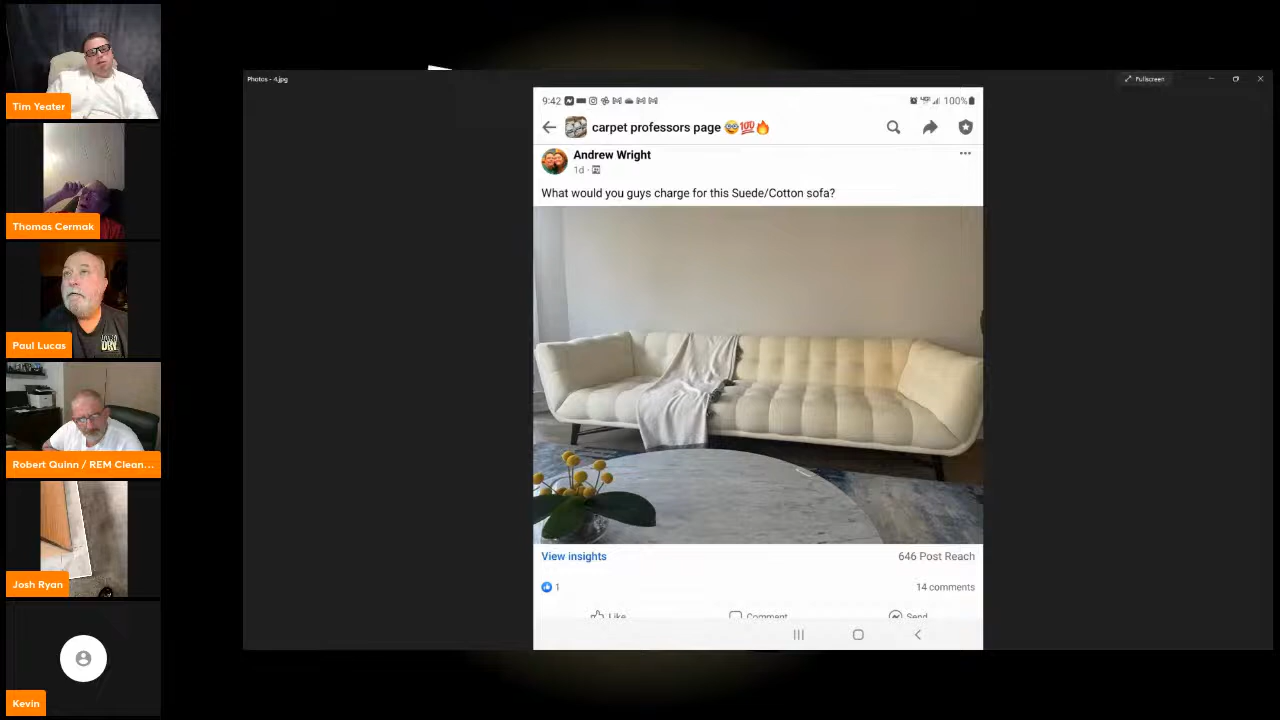 Tim Yeater
Thomas Cermak
Paul Lucas
DRY
Robert Quinn / REM Clean...
Josh Ryan
Kevin
Photos - 4.jpg
Fullscreen
9:42
100%
carpet professors page
Andrew Wright
1d
What would you guys charge for this Suede/Cotton sofa?
View insights
646 Post Reach
1
14 comments
Like
Comment
Send